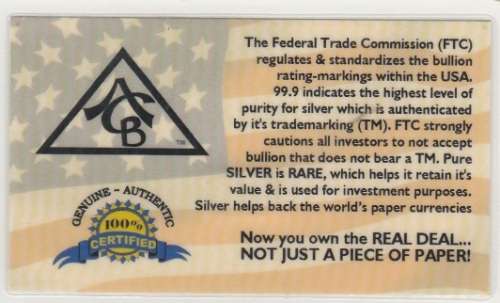 The Federal Trade Commission (FTC)
regulates & standardizes the bullion
rating-markings within the USA.
99.9 indicates the highest level of
purity for silver which is authenticated
by it's trademarking (TM). FTC strongly
cautions all investors to not accept
bullion that does not bear a TM. Pure
SILVER is RARE, which helps it retain it's
value & is used for investment purposes.
Silver helps back the world's paper currencies
Now you own the REAL DEAL...
NOT JUST A PIECE OF PAPER!
ACB
TM
GENUINE ~ AUTHENTIC
100%
CERTIFIED